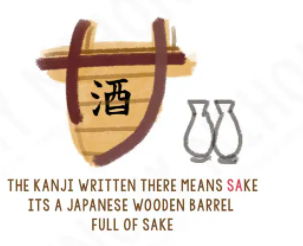 酒
THE KANJI WRITTEN THERE MEANS SAKE
ITS A JAPANESE WOODEN BARREL
FULL OF SAKE